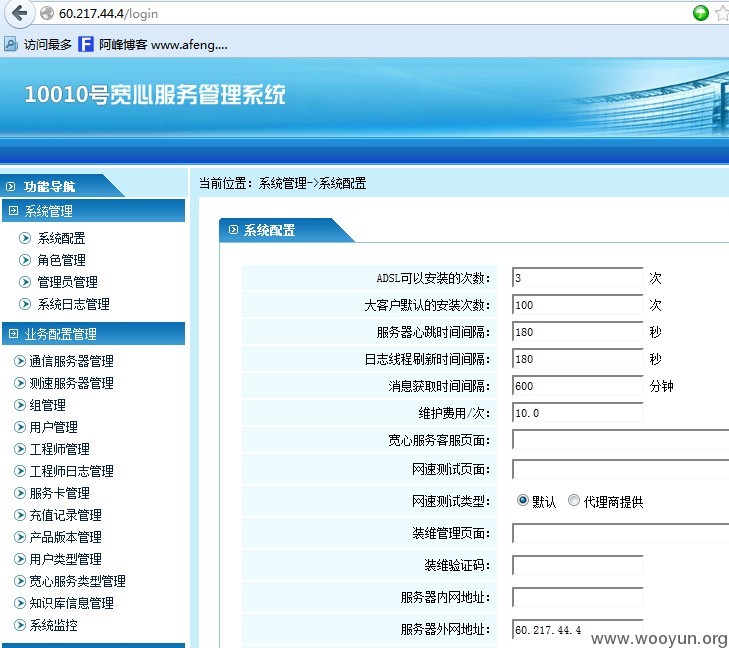 60.217.44.4/login
访问最多 阿峰博客 www.afeng....
10010号宽心服务管理系统
功能导航
系统管理
系统配置
角色管理
管理员管理
系统日志管理
业务配置管理
通信服务器管理
测速服务器管理
组管理
用户管理
工程师管理
工程师日志管理
服务卡管理
充值记录管理
产品版本管理
用户类型管理
宽心服务类型管理
知识库信息管理
系统监控
当前位置：系统管理->系统配置
系统配置
ADSL可以安装的次数： 3 次
大客户默认的安装次数： 100 次
服务器心跳时间间隔： 180 秒
日志线程刷新时间间隔： 180 秒
消息获取时间间隔： 600 分钟
维护费用/次： 10.0
宽心服务客服页面：
网速测试页面：
网速测试类型： 默认 代理商提供
装维管理页面：
装维验证码：
服务器内网地址：
服务器外网地址： 60.217.44.4
www.wooyun.org